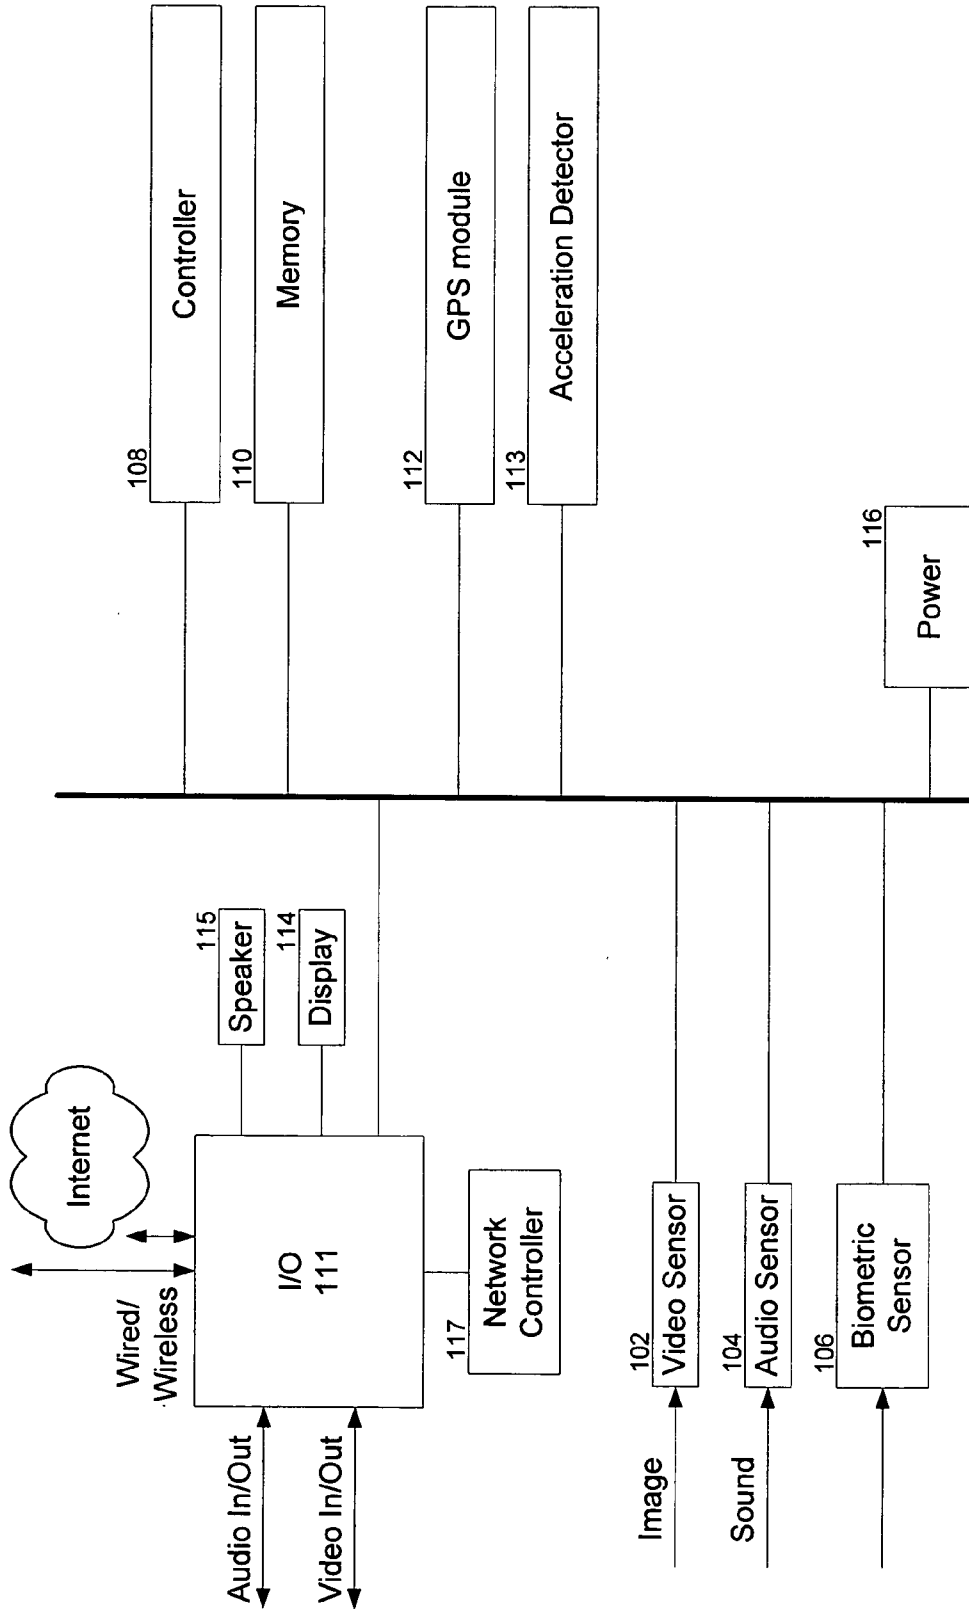 Internet
Wired/
Wireless
Audio In/Out
Video In/Out
I/O
111
115
Speaker
114
Display
117
Network
Controller
Image
102
Video Sensor
Sound
104
Audio Sensor
106
Biometric
Sensor
108
Controller
110
Memory
112
GPS module
113
Acceleration Detector
116
Power